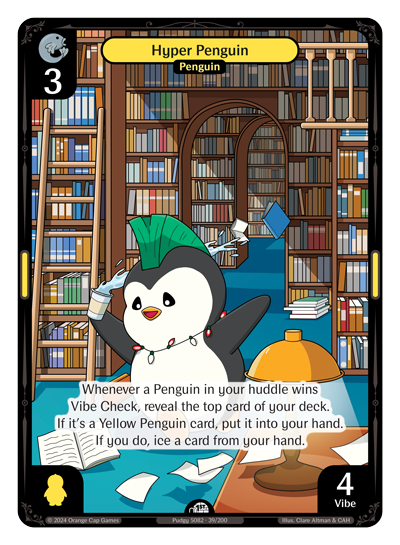 Hyper Penguin
Penguin
3
Whenever a Penguin in your huddle wins
Vibe Check, reveal the top card of your deck.
If it's a Yellow Penguin card, put it into your hand.
If you do, ice a card from your hand.
4
Vibe
© 2024 Orange Cap Games
Pudgy 5082 · 39/200
Illus. Clare Altman & CAH